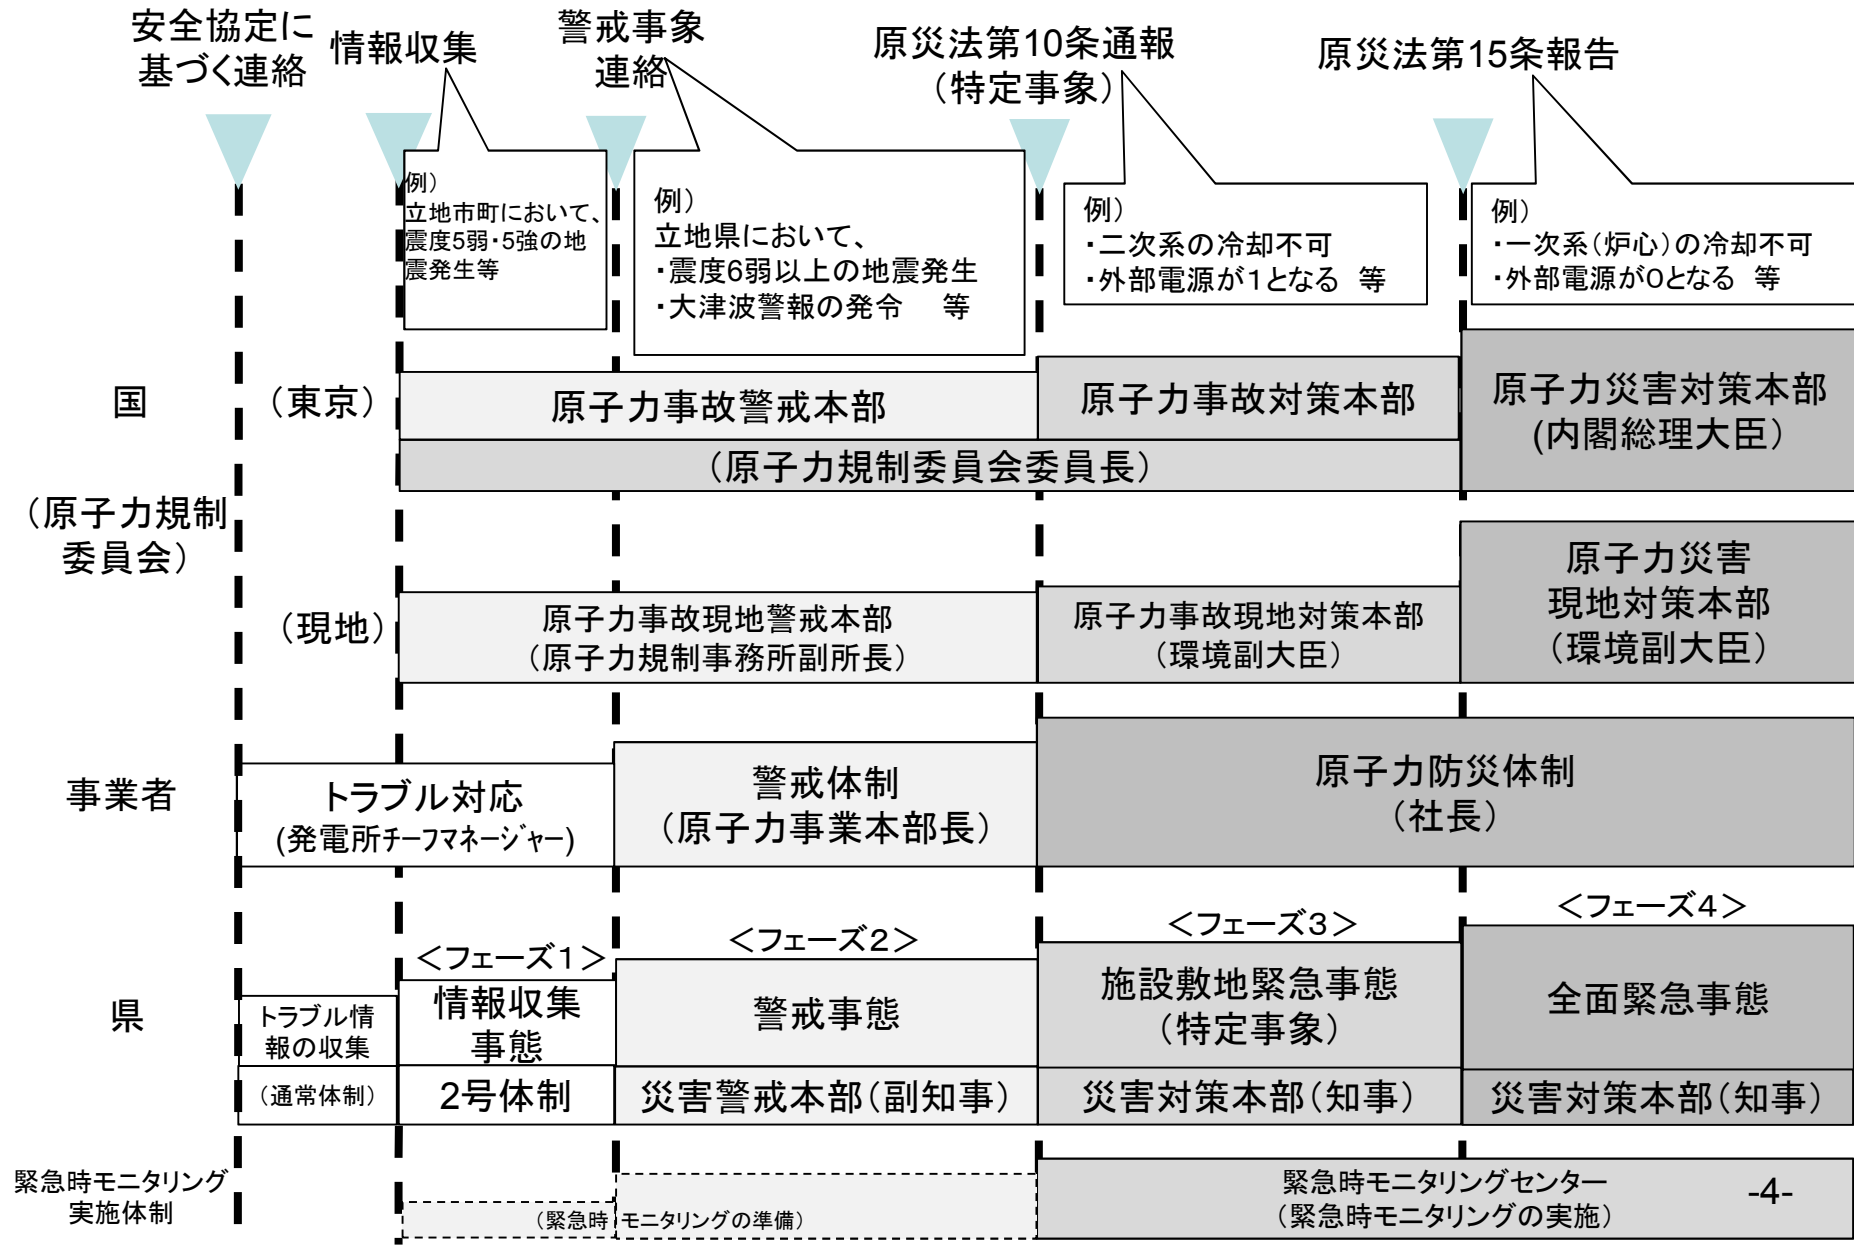 安全協定に
基づく連絡
情報収集
警戒事象
連絡
原災法第10条通報
（特定事象）
原災法第15条報告
例）
立地市町において、
震度5弱・5強の地
震発生等
例）
立地県において、
・震度6弱以上の地震発生
・大津波警報の発令　等
例）
・二次系の冷却不可
・外部電源が1となる　等
例）
・一次系（炉心）の冷却不可
・外部電源が0となる　等
国
（東京）
原子力事故警戒本部
原子力事故対策本部
（原子力規制委員会委員長）
原子力災害対策本部
(内閣総理大臣）
（原子力規制
委員会）
（現地）
原子力事故現地警戒本部
（原子力規制事務所副所長）
原子力事故現地対策本部
（環境副大臣）
原子力災害
現地対策本部
（環境副大臣）
事業者
トラブル対応
(発電所ﾁｰﾌﾏﾈｰｼﾞｬｰ)
警戒体制
（原子力事業本部長）
原子力防災体制
（社長）
県
トラブル情
報の収集
（通常体制）
＜フェーズ１＞
情報収集
事態
2号体制
＜フェーズ２＞
警戒事態
災害警戒本部（副知事）
＜フェーズ３＞
施設敷地緊急事態
（特定事象）
災害対策本部（知事）
＜フェーズ４＞
全面緊急事態
災害対策本部（知事）
緊急時モニタリング
実施体制
（緊急時モニタリングの準備）
緊急時モニタリングセンター
（緊急時モニタリングの実施）
-4-